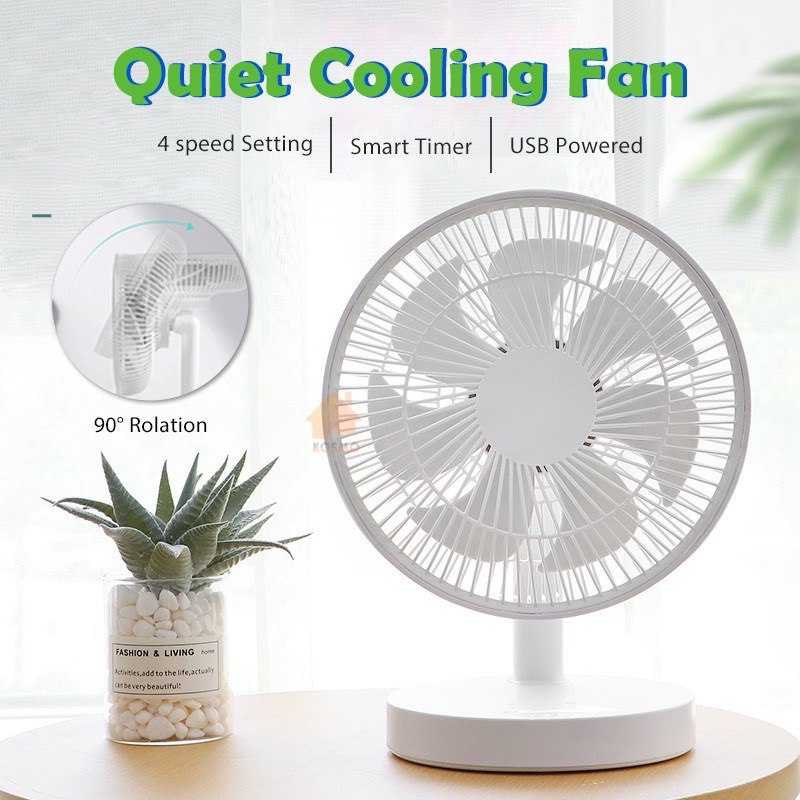 Quiet Cooling Fan
4 speed Setting | Smart Timer | USB Powered
90° Rolation
KOSMO
FASHION & LIVING home
Activities,add to the life,actually
can be very beautiful!